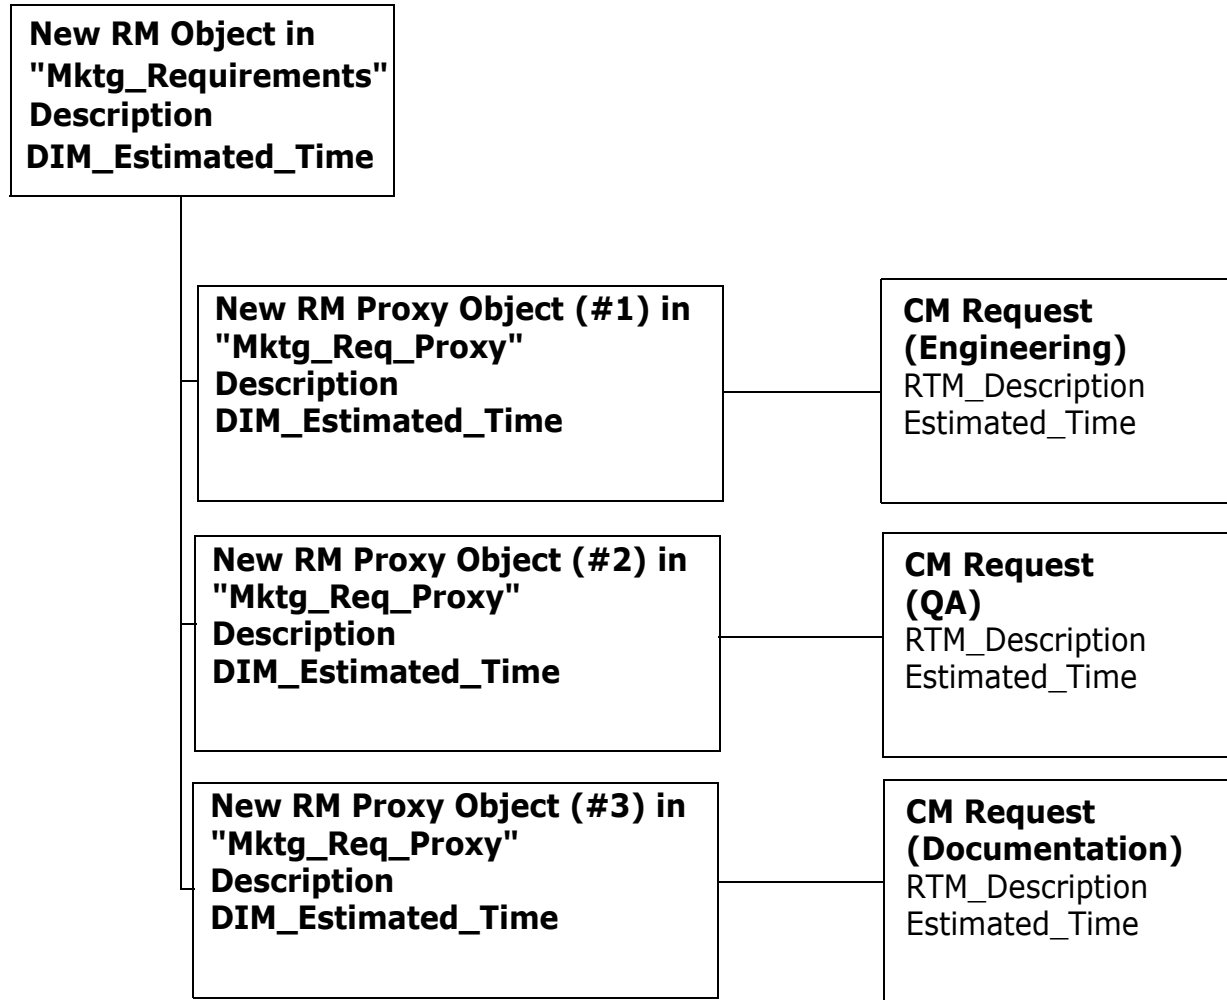 New RM Object in
"Mktg_Requirements"
Description
DIM_Estimated_Time
New RM Proxy Object (#1) in
"Mktg_Req_Proxy"
Description
DIM_Estimated_Time
CM Request
(Engineering)
RTM_Description
Estimated_Time
New RM Proxy Object (#2) in
"Mktg_Req_Proxy"
Description
DIM_Estimated_Time
CM Request
(QA)
RTM_Description
Estimated_Time
New RM Proxy Object (#3) in
"Mktg_Req_Proxy"
Description
DIM_Estimated_Time
CM Request
(Documentation)
RTM_Description
Estimated_Time